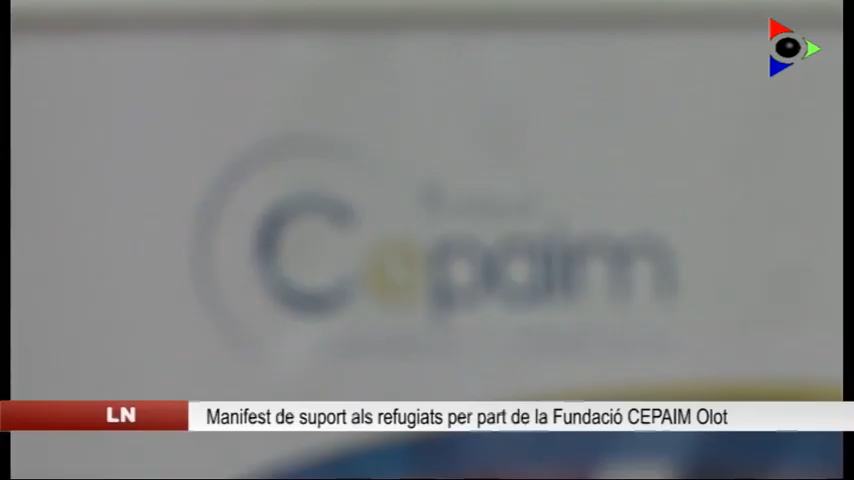 Cepaim
LN
Manifest de suport als refugiats per part de la Fundació CEPAIM Olot